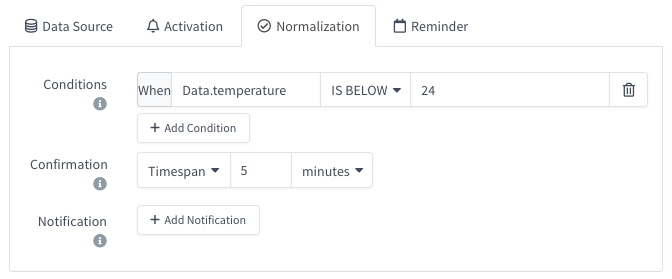 Data Source Activation Normalization Reminder
Conditions When Data.temperature IS BELOW 24
+ Add Condition
Confirmation Timespan 5 minutes
Notification + Add Notification